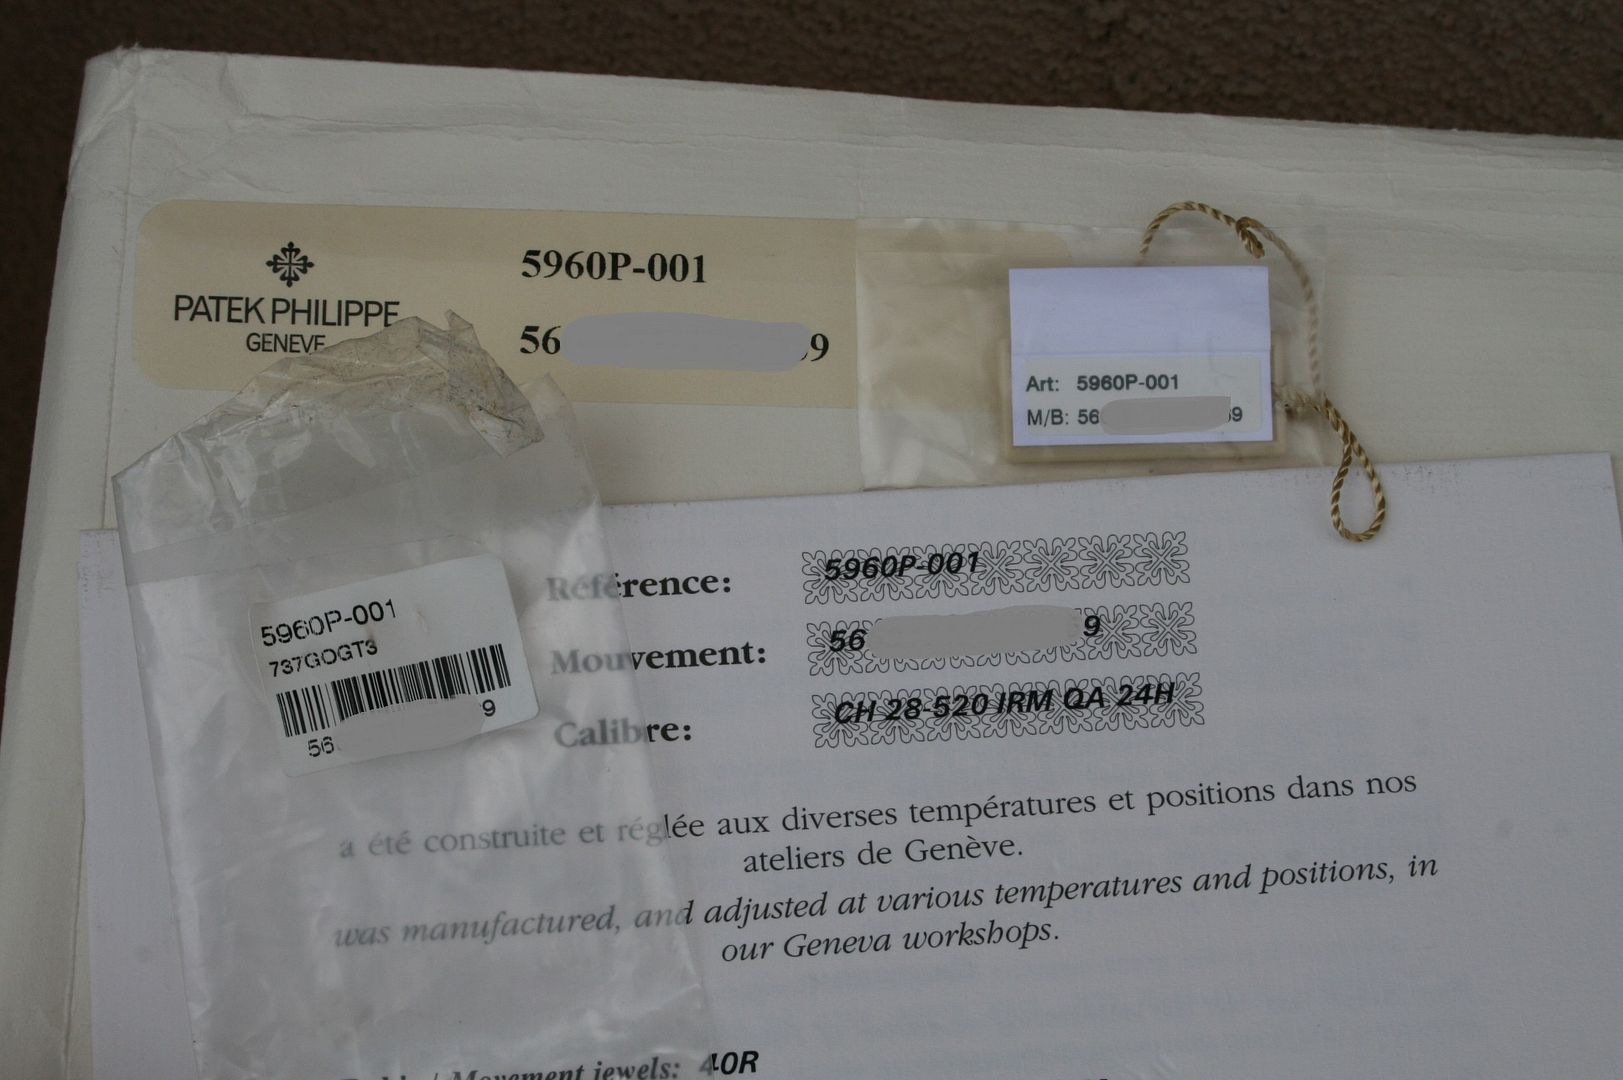 PATEK PHILIPPE
GENEVE
5960P-001
56 9
Art: 5960P-001
M/B: 56 69
5960P-001
737GOGT3
56 9
Référence: 5960P-001
Mouvement: 56 9
Calibre: CH 28-520 IRM QA 24H
a été construite et réglée aux diverses températures et positions dans nos
ateliers de Genève.
was manufactured, and adjusted at various temperatures and positions, in
our Geneva workshops.
/ Movement jewels: 40R